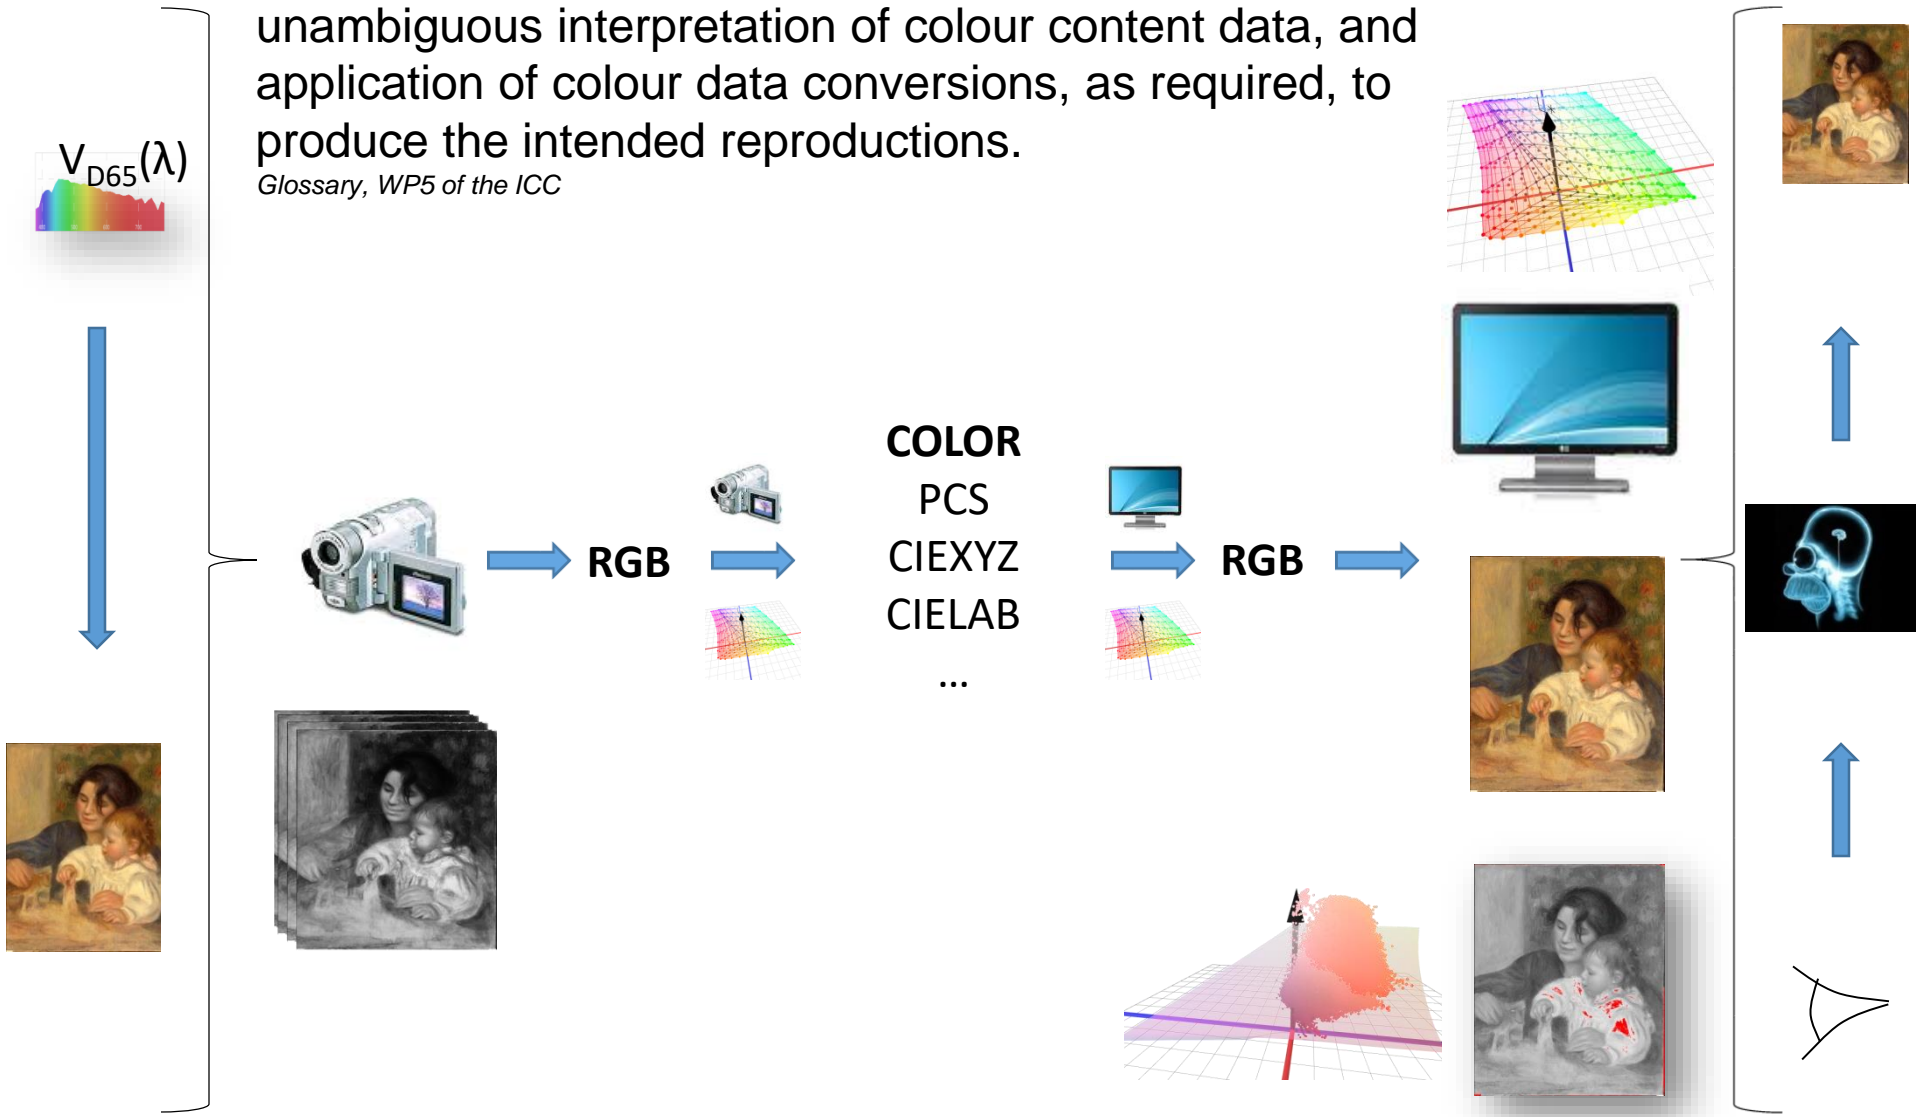 unambiguous interpretation of colour content data, and
application of colour data conversions, as required, to
produce the intended reproductions.
Glossary, WP5 of the ICC
V_D65(λ)
COLOR
PCS
CIEXYZ
CIELAB
...
RGB
RGB